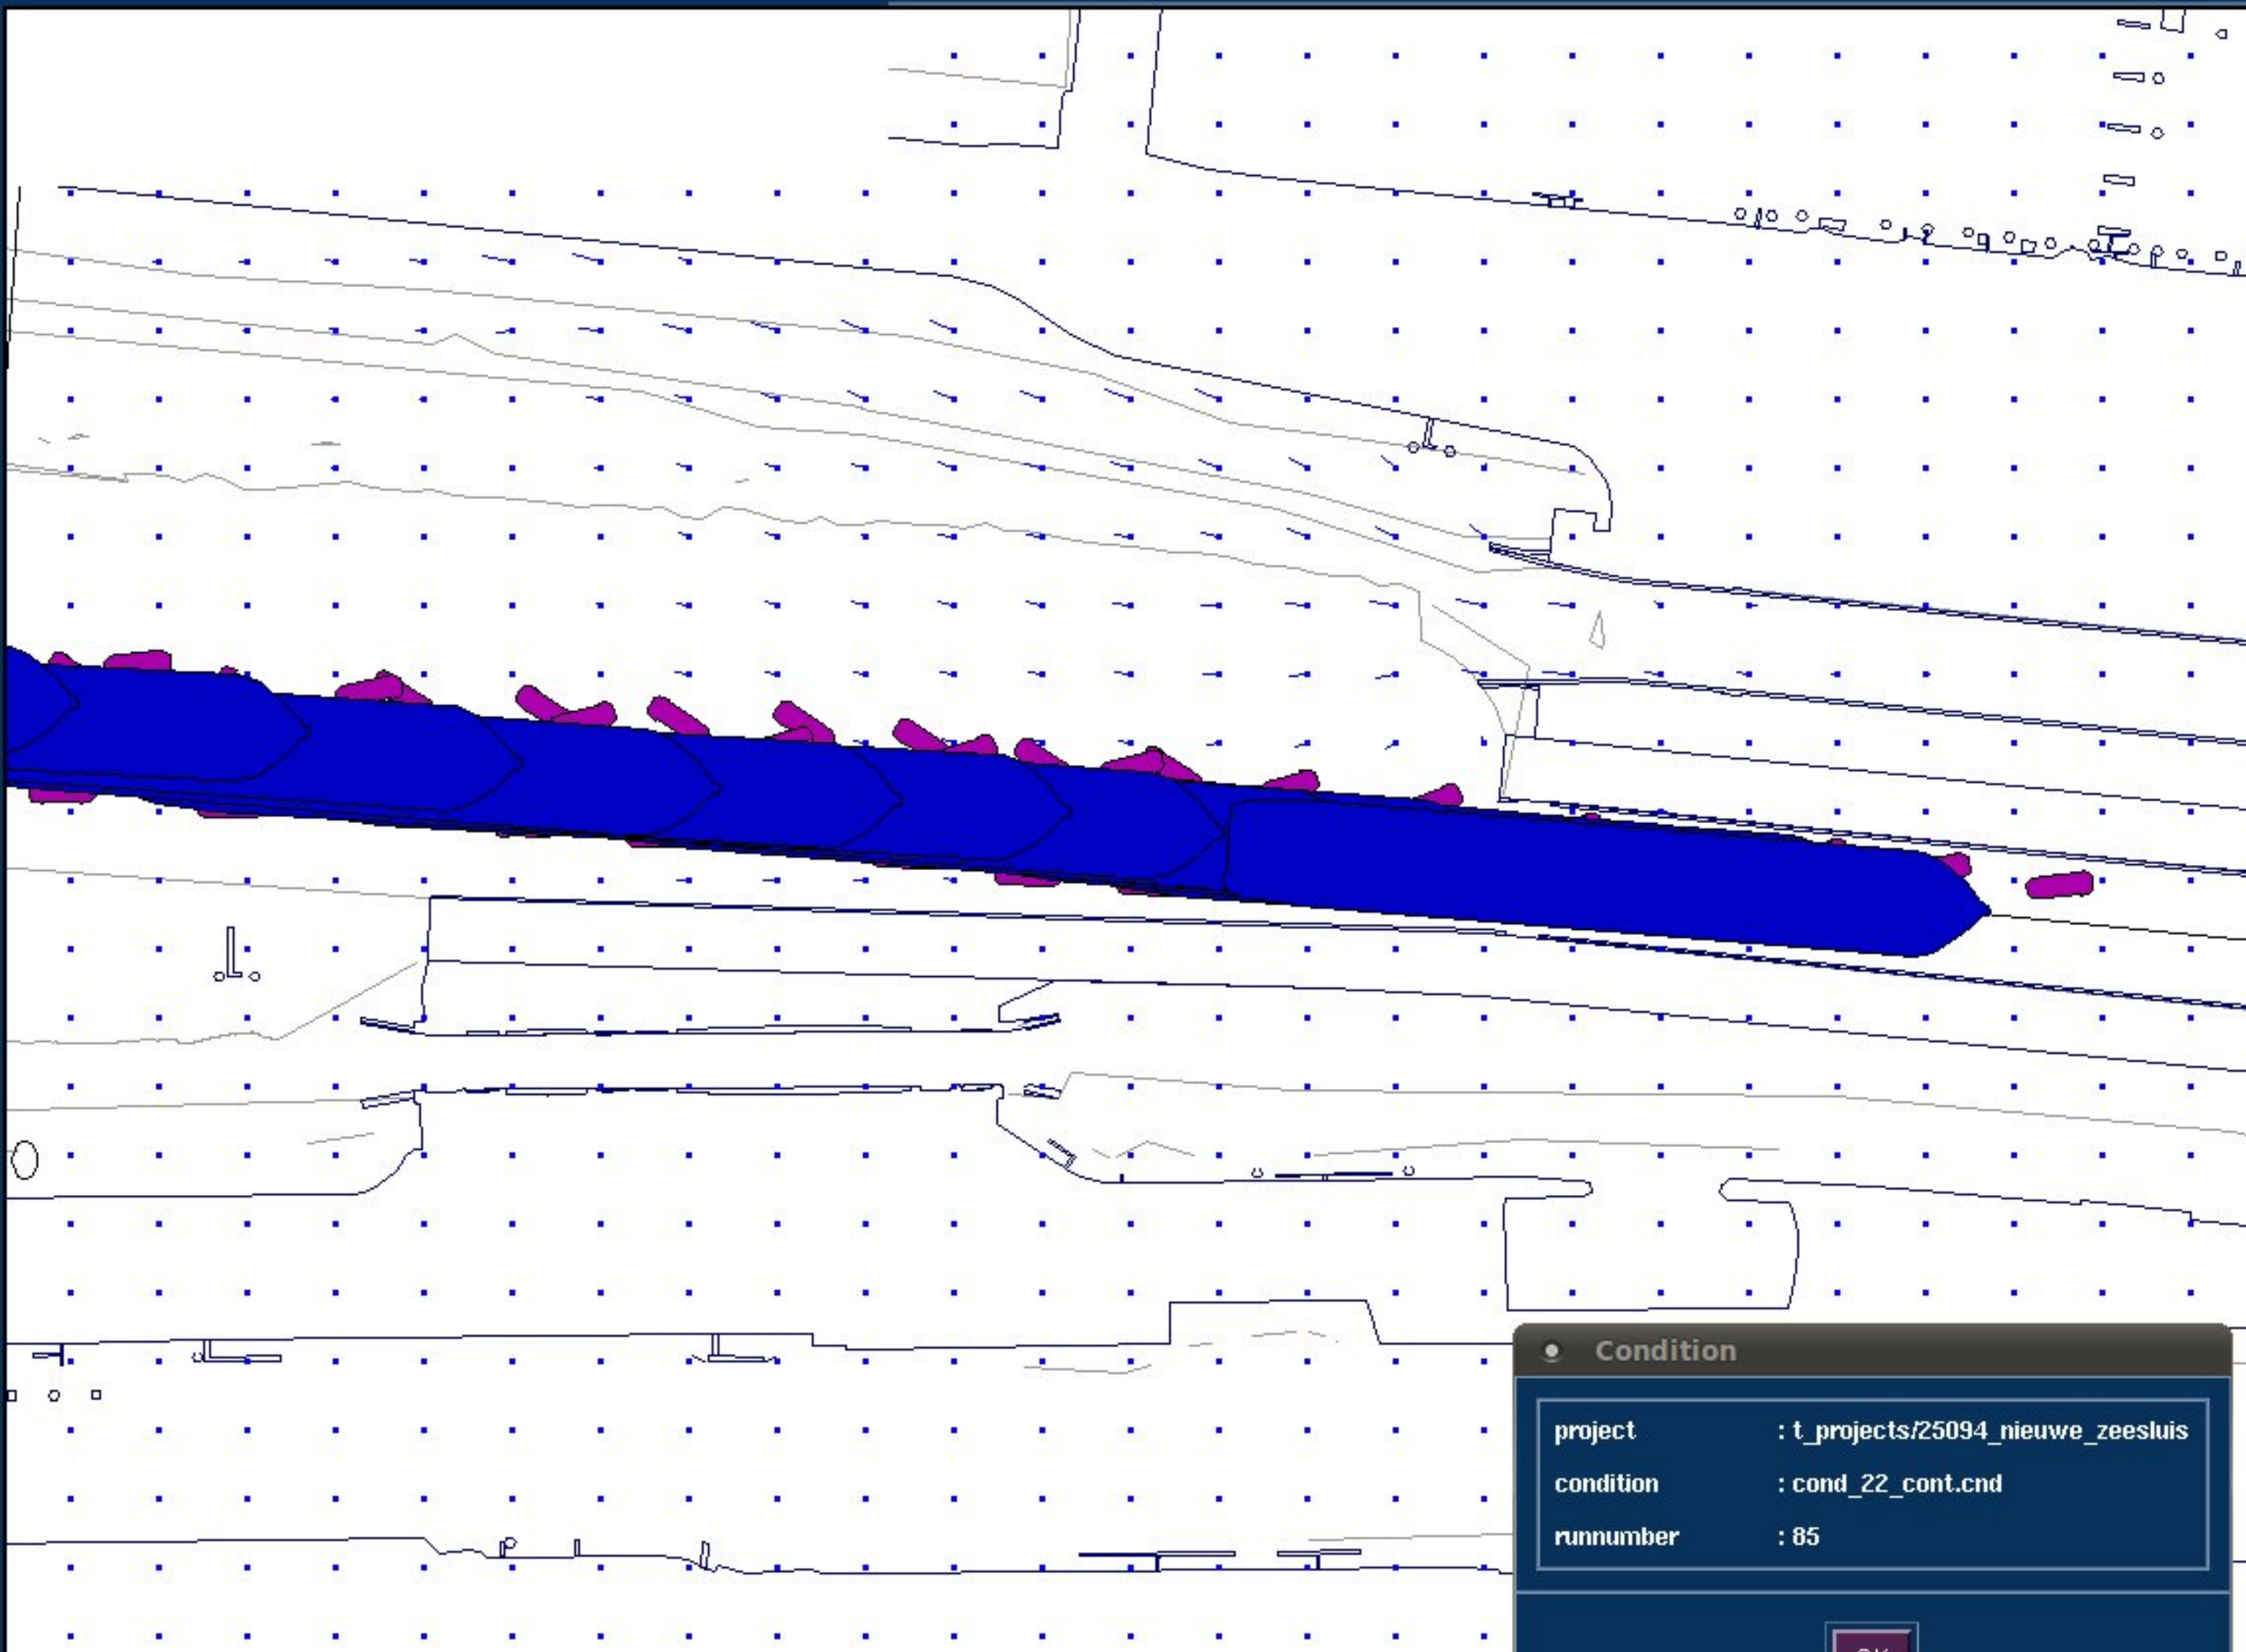 Condition
project : t_projects/25094_nieuwe_zeesluis
condition : cond_22_cont.cnd
runnumber : 85